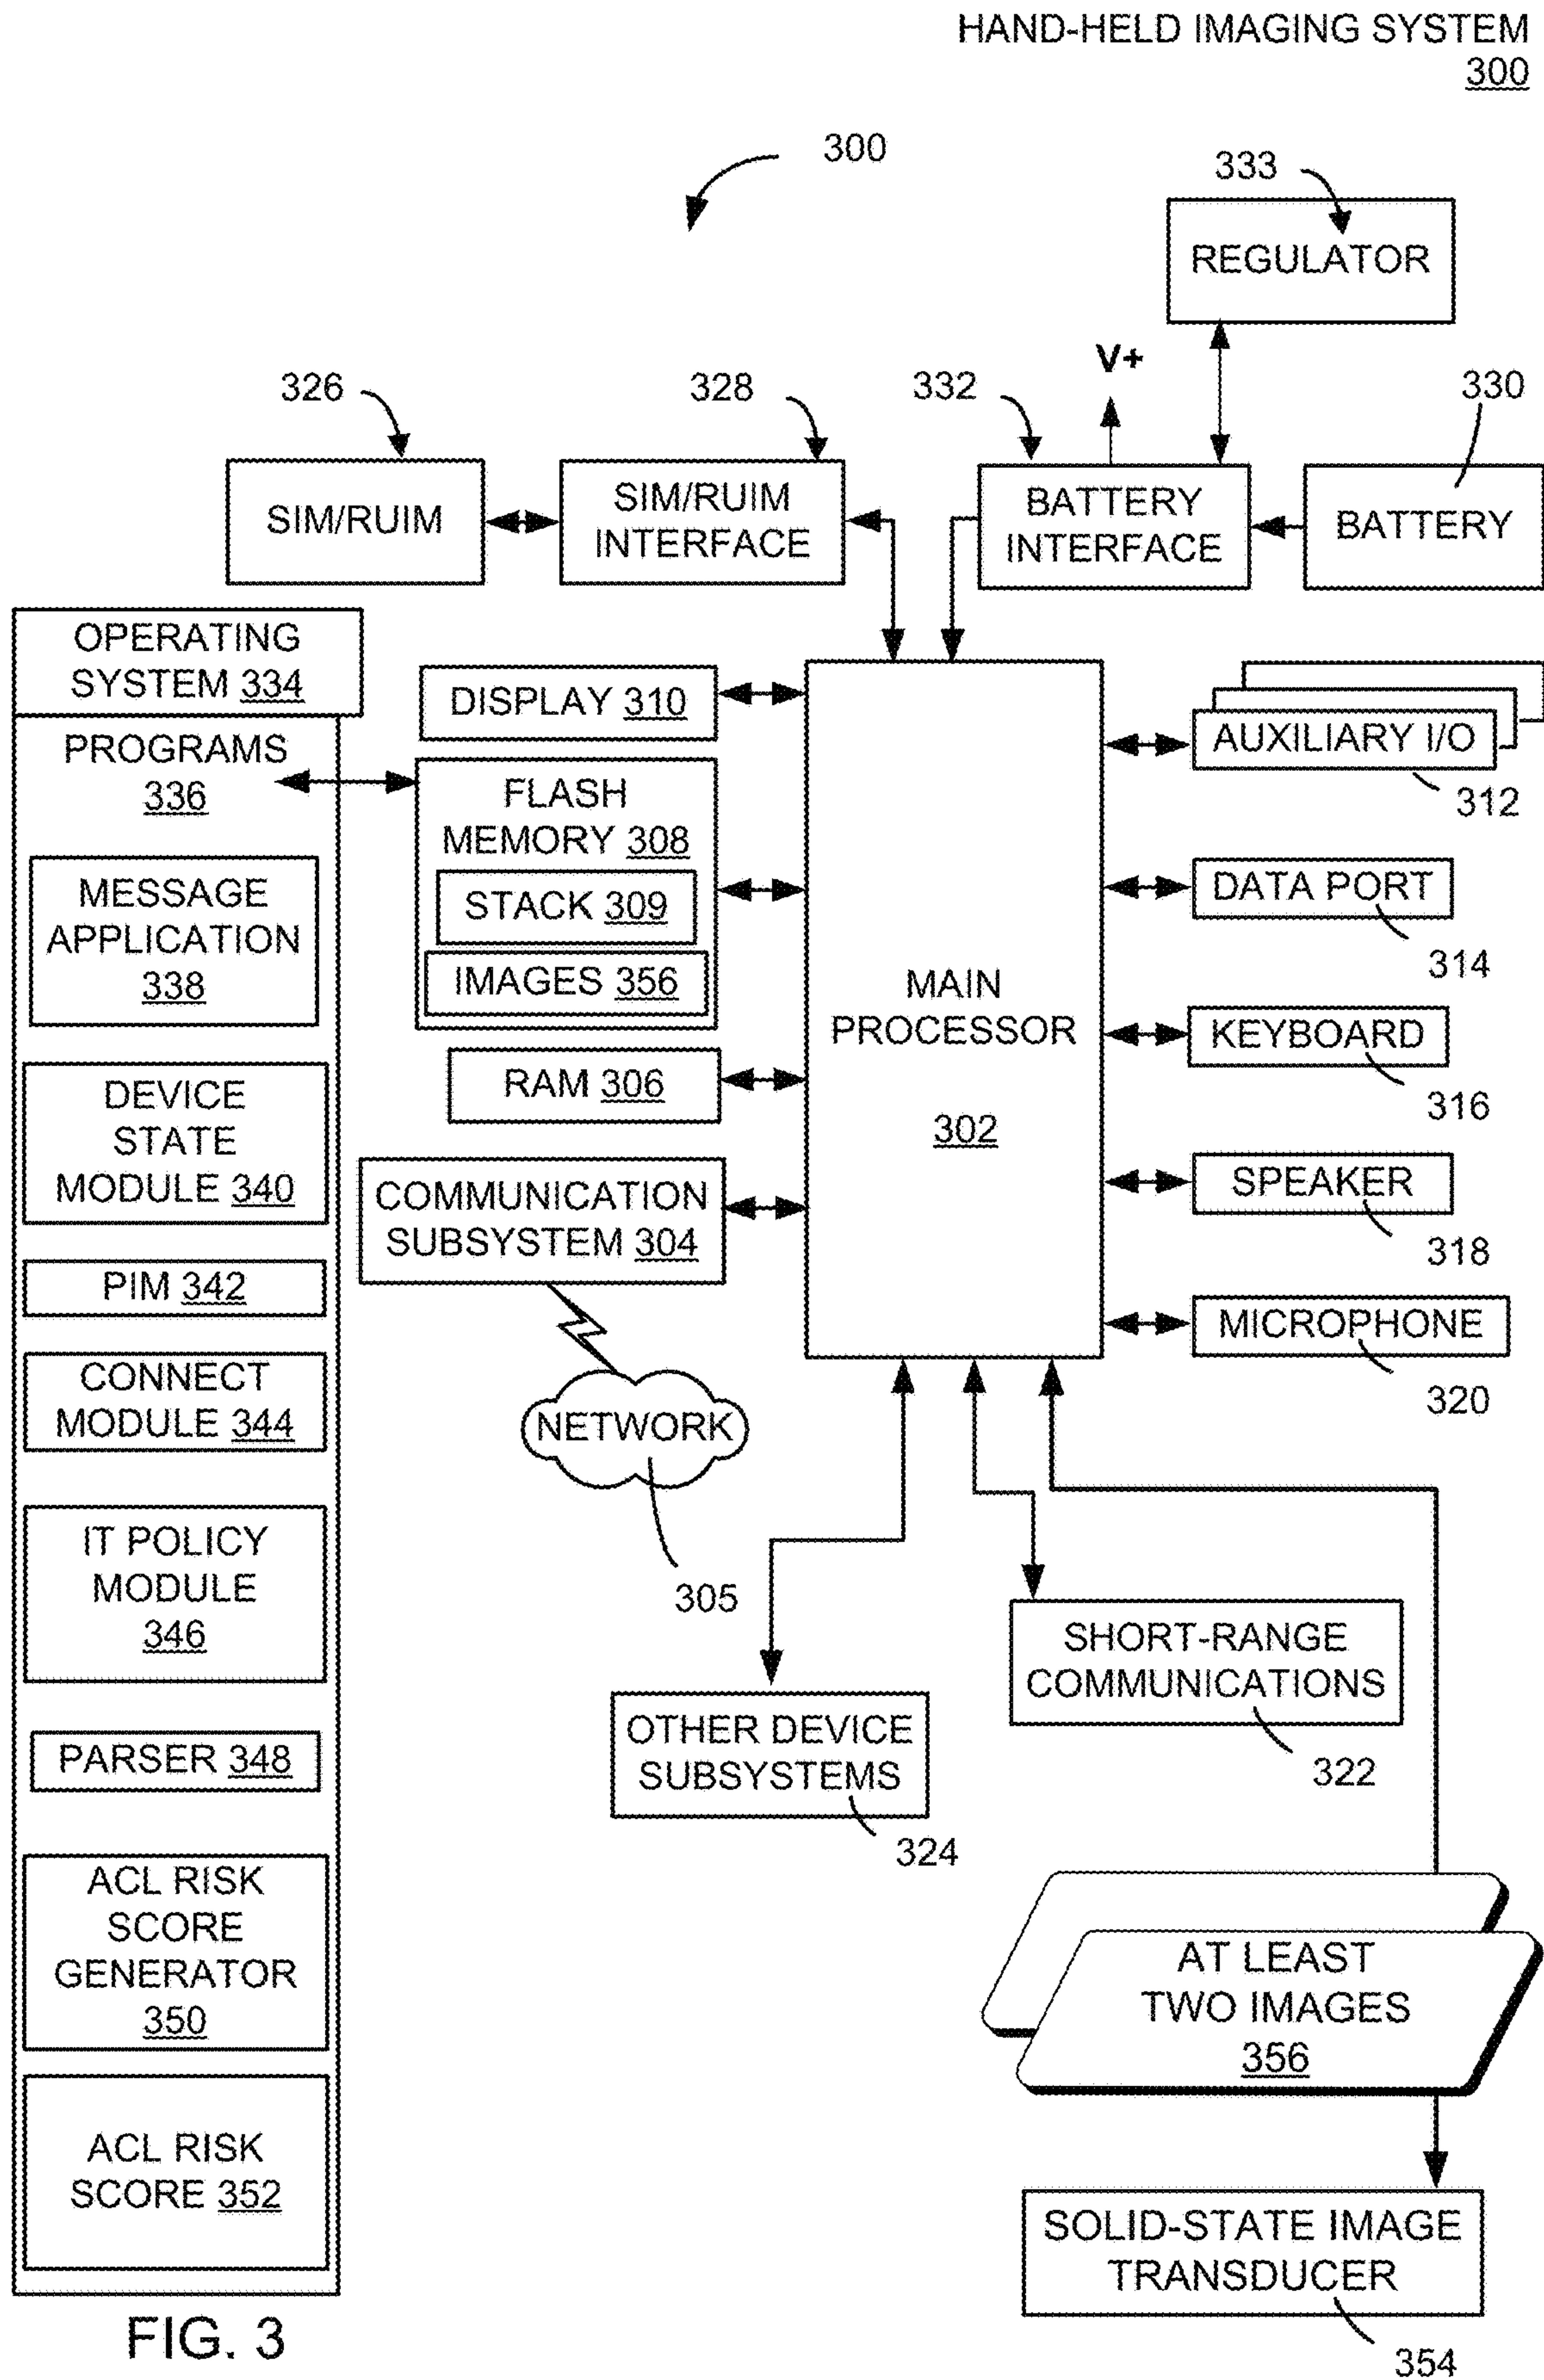 HAND-HELD IMAGING SYSTEM
300
300
333
REGULATOR
V+
326
328
332
330
SIM/RUIM
SIM/RUIM
INTERFACE
BATTERY
INTERFACE
BATTERY
OPERATING
SYSTEM 334
PROGRAMS
336
MESSAGE
APPLICATION
338
DEVICE
STATE
MODULE 340
PIM 342
CONNECT
MODULE 344
IT POLICY
MODULE
346
PARSER 348
ACL RISK
SCORE
GENERATOR
350
ACL RISK
SCORE 352
DISPLAY 310
FLASH
MEMORY 308
STACK 309
IMAGES 356
RAM 306
COMMUNICATION
SUBSYSTEM 304
NETWORK
305
MAIN
PROCESSOR
302
AUXILIARY I/O
312
DATA PORT
314
KEYBOARD
316
SPEAKER
318
MICROPHONE
320
SHORT-RANGE
COMMUNICATIONS
322
OTHER DEVICE
SUBSYSTEMS
324
AT LEAST
TWO IMAGES
356
SOLID-STATE IMAGE
TRANSDUCER
354
FIG. 3